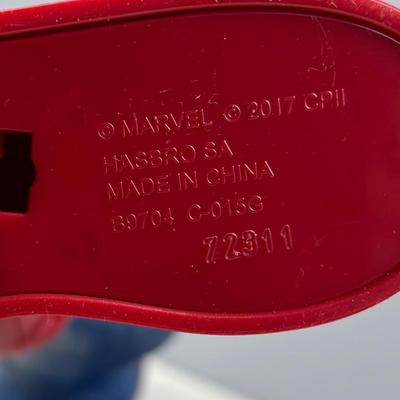 © MARVEL © 2017 CPII
HASBRO SA
MADE IN CHINA
B9704 C-015G
72311